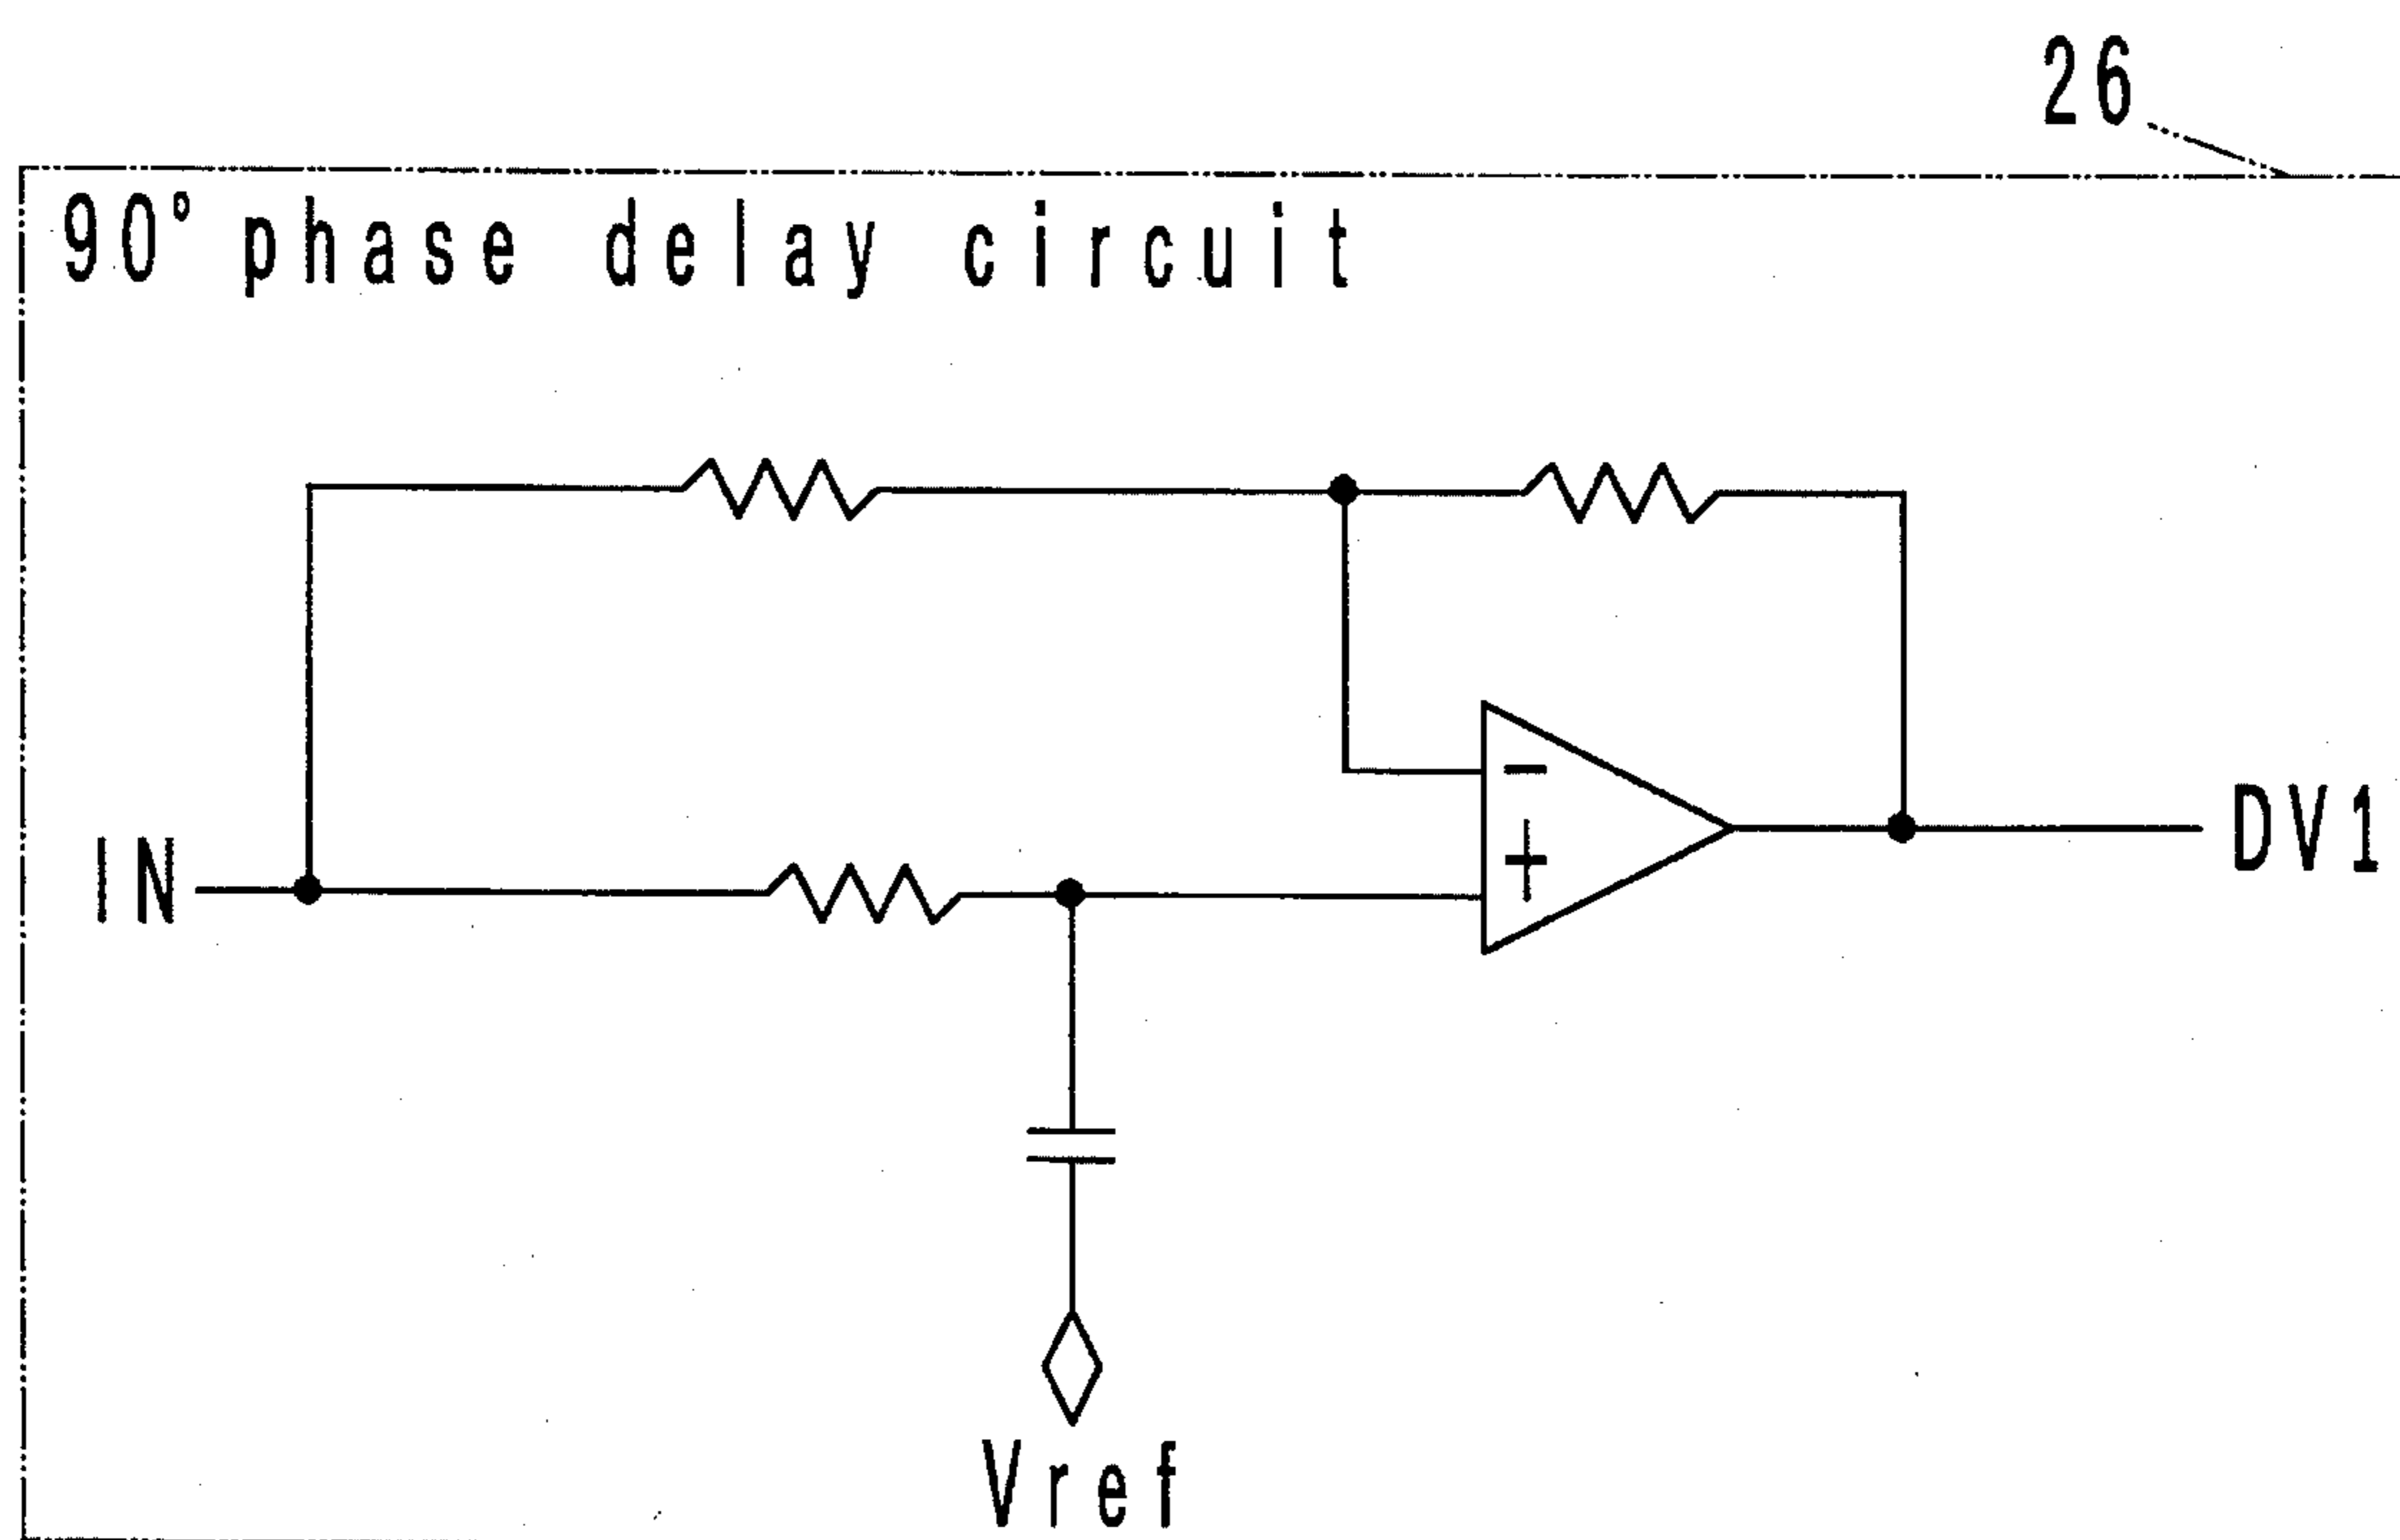 26
90° phase delay circuit
−
+
IN
DV1
Vref